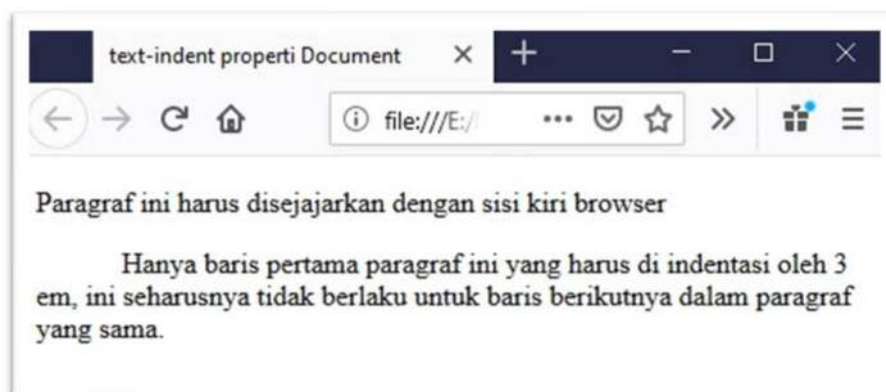 text-indent properti Document
file:///E:/
Paragraf ini harus disejajarkan dengan sisi kiri browser
Hanya baris pertama paragraf ini yang harus di indentasi oleh 3
em, ini seharusnya tidak berlaku untuk baris berikutnya dalam paragraf
yang sama.